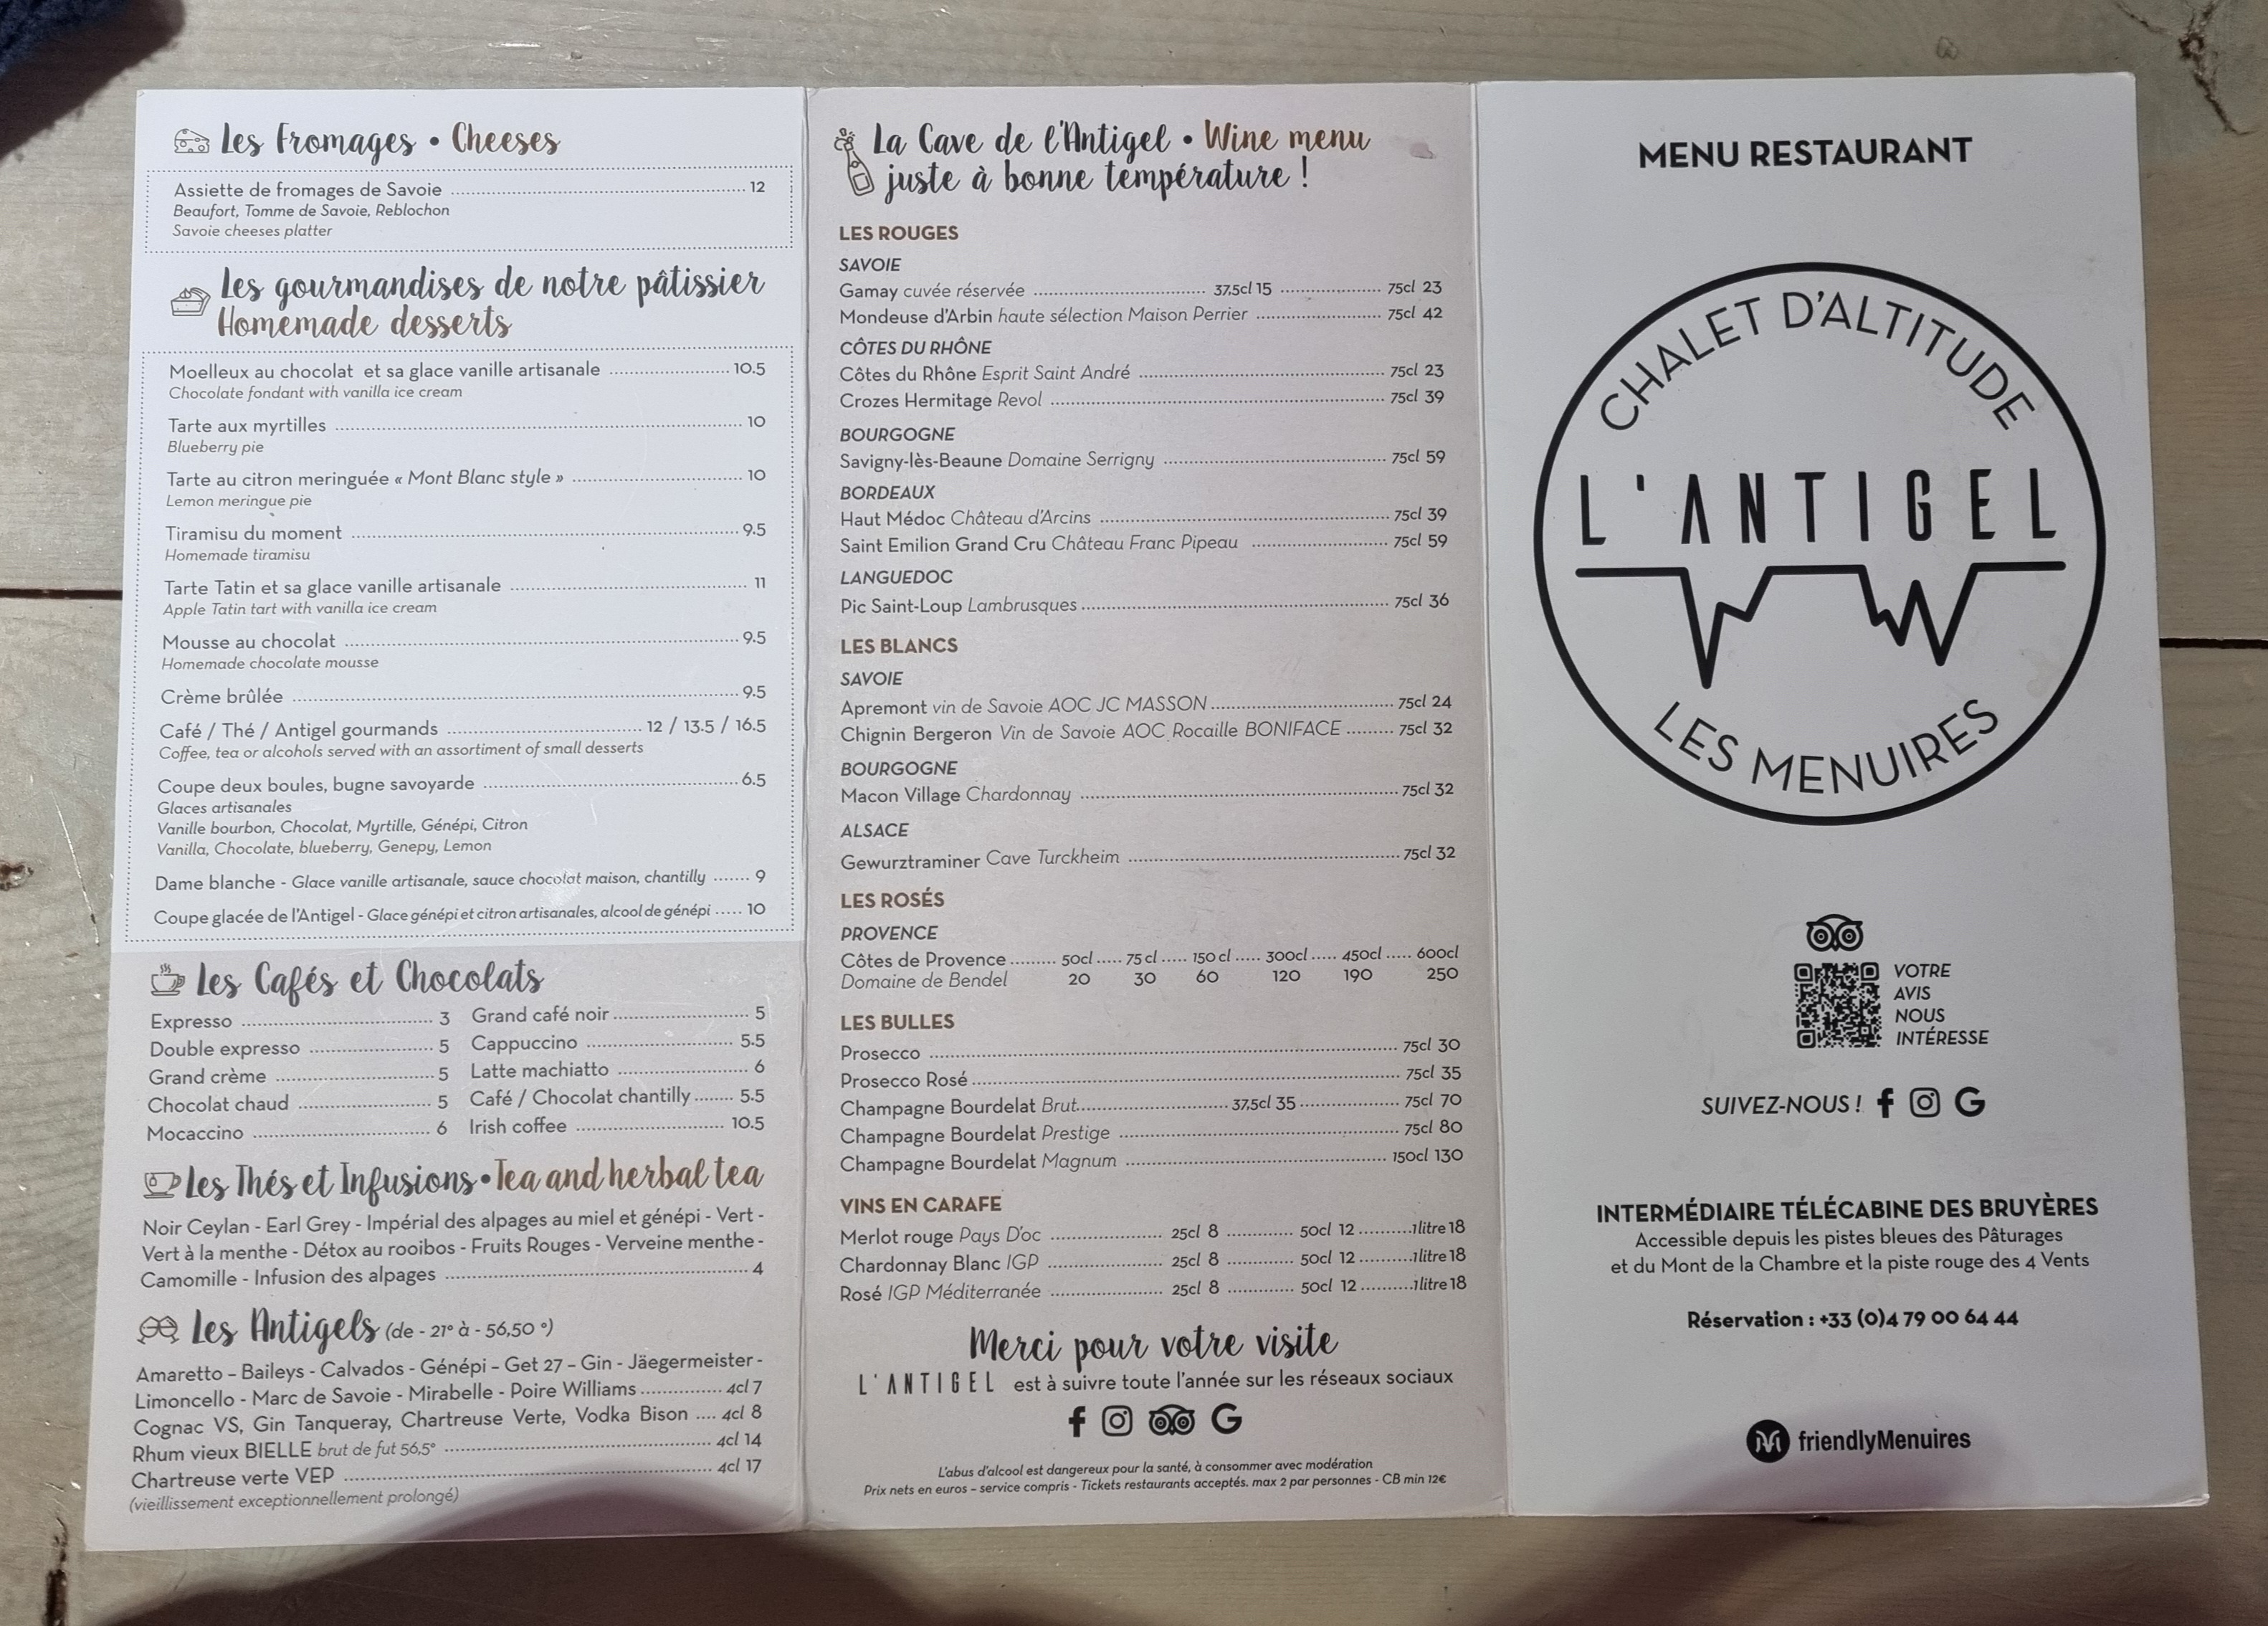 Les Fromages • Cheeses
Assiette de fromages de Savoie ........ 12
Beaufort, Tomme de Savoie, Reblochon
Savoie cheeses platter
Les gourmandises de notre pâtissier
Homemade desserts
Moelleux au chocolat et sa glace vanille artisanale ........ 10.5
Chocolate fondant with vanilla ice cream
Tarte aux myrtilles ........ 10
Blueberry pie
Tarte au citron meringuée « Mont Blanc style » ........ 10
Lemon meringue pie
Tiramisu du moment ........ 9.5
Homemade tiramisu
Tarte Tatin et sa glace vanille artisanale ........ 11
Apple Tatin tart with vanilla ice cream
Mousse au chocolat ........ 9.5
Homemade chocolate mousse
Crème brûlée ........ 9.5
Café / Thé / Antigel gourmands ........ 12 / 13.5 / 16.5
Coffee, tea or alcohols served with an assortment of small desserts
Coupe deux boules, bugne savoyarde ........ 6.5
Glaces artisanales
Vanille bourbon, Chocolat, Myrtille, Génépi, Citron
Vanilla, Chocolate, blueberry, Genepy, Lemon
Dame blanche - Glace vanille artisanale, sauce chocolat maison, chantilly ....... 9
Coupe glacée de l'Antigel - Glace génépi et citron artisanales, alcool de génépi ..... 10
Les Cafés et Chocolats
Expresso ........ 3 Grand café noir ........ 5
Double expresso ........ 5 Cappuccino ........ 5.5
Grand crème ........ 5 Latte machiatto ........ 6
Chocolat chaud ........ 5 Café / Chocolat chantilly ........ 5.5
Mocaccino ........ 6 Irish coffee ........ 10.5
Les Thés et Infusions • Tea and herbal tea
Noir Ceylan - Earl Grey - Impérial des alpages au miel et génépi - Vert -
Vert à la menthe - Détox au rooibos - Fruits Rouges - Verveine menthe -
Camomille - Infusion des alpages ........ 4
Les Antigels (de - 21° à - 56,50 °)
Amaretto – Baileys - Calvados - Génépi – Get 27 – Gin - Jäegermeister -
Limoncello - Marc de Savoie - Mirabelle - Poire Williams ........ 4cl 7
Cognac VS, Gin Tanqueray, Chartreuse Verte, Vodka Bison .... 4cl 8
Rhum vieux BIELLE brut de fut 56,5° ........ 4cl 14
Chartreuse verte VEP ........ 4cl 17
(vieillissement exceptionnellement prolongé)
La Cave de l'Antigel • Wine menu
juste à bonne température !
LES ROUGES
SAVOIE
Gamay cuvée réservée ........ 37,5cl 15 ........ 75cl 23
Mondeuse d'Arbin haute sélection Maison Perrier ........ 75cl 42
CÔTES DU RHÔNE
Côtes du Rhône Esprit Saint André ........ 75cl 23
Crozes Hermitage Revol ........ 75cl 39
BOURGOGNE
Savigny-lès-Beaune Domaine Serrigny ........ 75cl 59
BORDEAUX
Haut Médoc Château d'Arcins ........ 75cl 39
Saint Emilion Grand Cru Château Franc Pipeau ........ 75cl 59
LANGUEDOC
Pic Saint-Loup Lambrusques ........ 75cl 36
LES BLANCS
SAVOIE
Apremont vin de Savoie AOC JC MASSON ........ 75cl 24
Chignin Bergeron Vin de Savoie AOC Rocaille BONIFACE ........ 75cl 32
BOURGOGNE
Macon Village Chardonnay ........ 75cl 32
ALSACE
Gewurztraminer Cave Turckheim ........ 75cl 32
LES ROSÉS
PROVENCE
Côtes de Provence ......... 50cl ..... 75 cl ..... 150 cl ..... 300cl ..... 450cl ..... 600cl
Domaine de Bendel 20 30 60 120 190 250
LES BULLES
Prosecco ........ 75cl 30
Prosecco Rosé ........ 75cl 35
Champagne Bourdelat Brut ........ 37,5cl 35 ........ 75cl 70
Champagne Bourdelat Prestige ........ 75cl 80
Champagne Bourdelat Magnum ........ 150cl 130
VINS EN CARAFE
Merlot rouge Pays D'oc ........ 25cl 8 ........ 50cl 12 ........ 1litre 18
Chardonnay Blanc IGP ........ 25cl 8 ........ 50cl 12 ........ 1litre 18
Rosé IGP Méditerranée ........ 25cl 8 ........ 50cl 12 ........ 1litre 18
Merci pour votre visite
L'ANTIGEL est à suivre toute l'année sur les réseaux sociaux
L'abus d'alcool est dangereux pour la santé, à consommer avec modération
Prix nets en euros – service compris - Tickets restaurants acceptés. max 2 par personnes - CB min 12€
MENU RESTAURANT
CHALET D'ALTITUDE
L'ANTIGEL
LES MENUIRES
VOTRE
AVIS
NOUS
INTÉRESSE
SUIVEZ-NOUS !
INTERMÉDIAIRE TÉLÉCABINE DES BRUYÈRES
Accessible depuis les pistes bleues des Pâturages
et du Mont de la Chambre et la piste rouge des 4 Vents
Réservation : +33 (0)4 79 00 64 44
friendlyMenuires